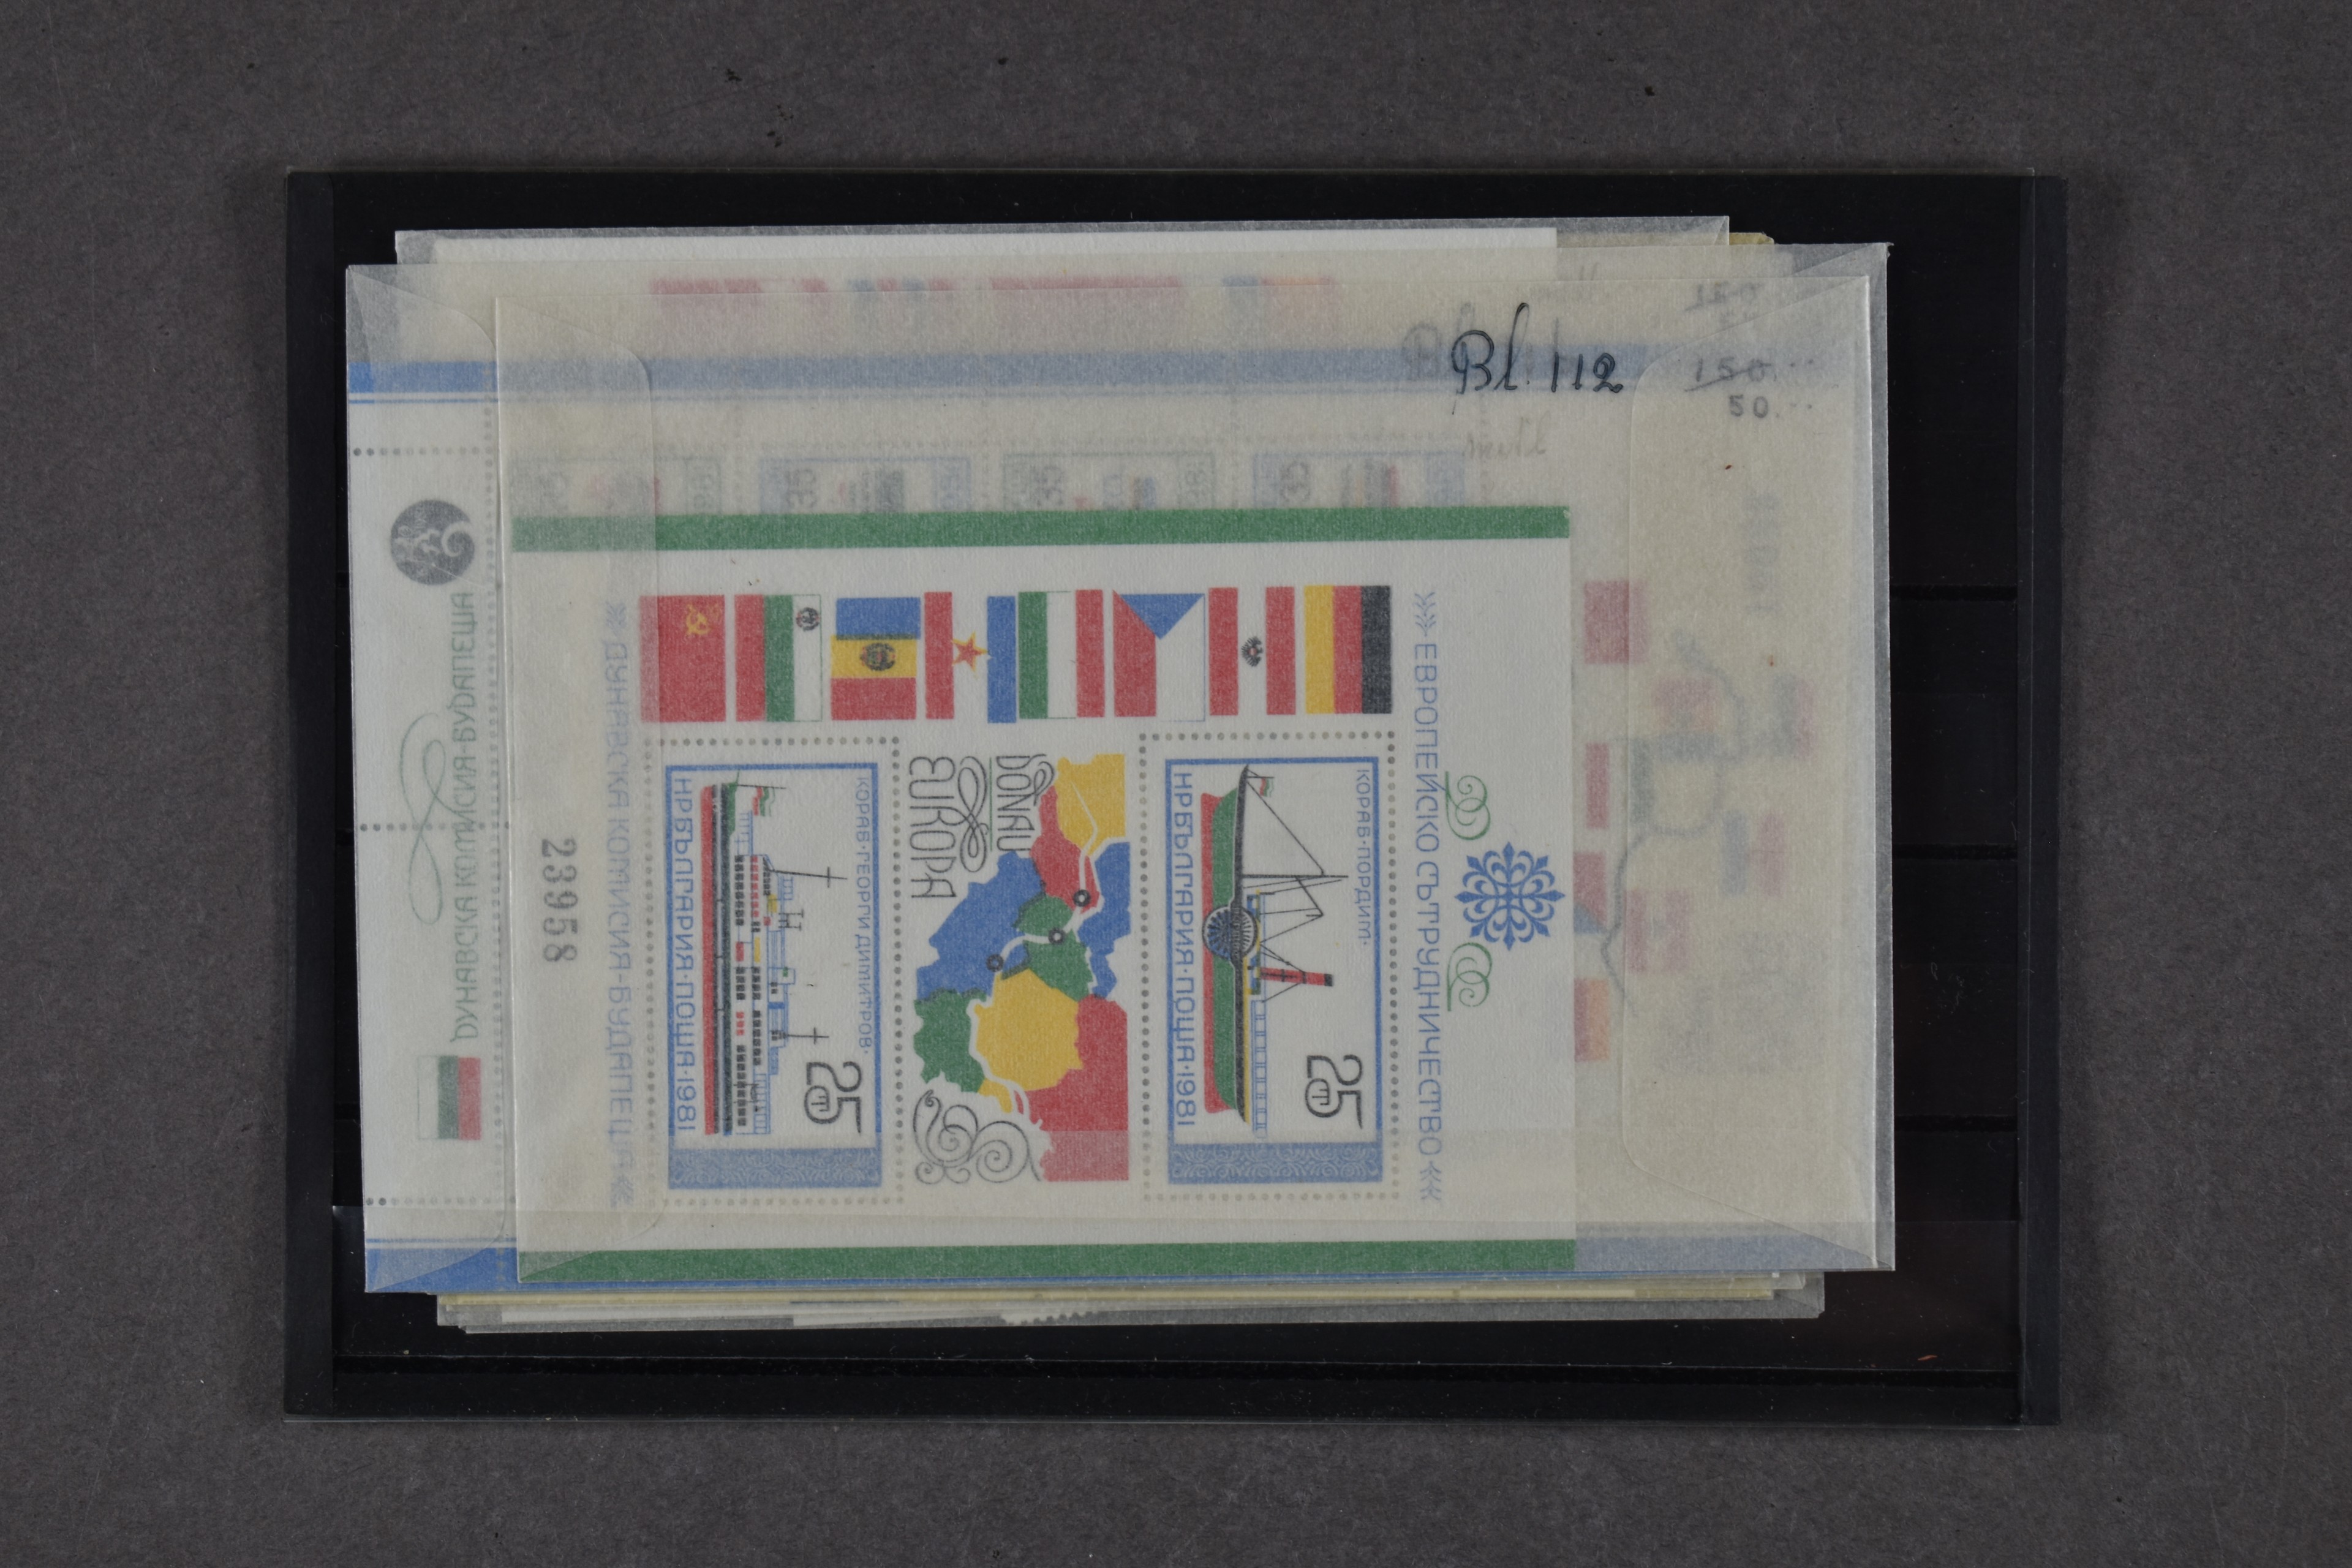 Bl. 112
150.--
50.--
ЕВРОПЕЙСКО СЪТРУДНИЧЕСТВО
КОРАБ·ПОРДИМ·
25 СТ
НР БЪЛГАРИЯ·ПОЩА·1981
DONAU
EUROPA
КОРАБ·ГЕОРГИ ДИМИТРОВ·
25 СТ
НР БЪЛГАРИЯ·ПОЩА·1981
ДУНАВСКА КОМИСИЯ-БУДАПЕЩА
23958
ДУНАВСКА КОМИСИЯ-БУДАПЕЩА